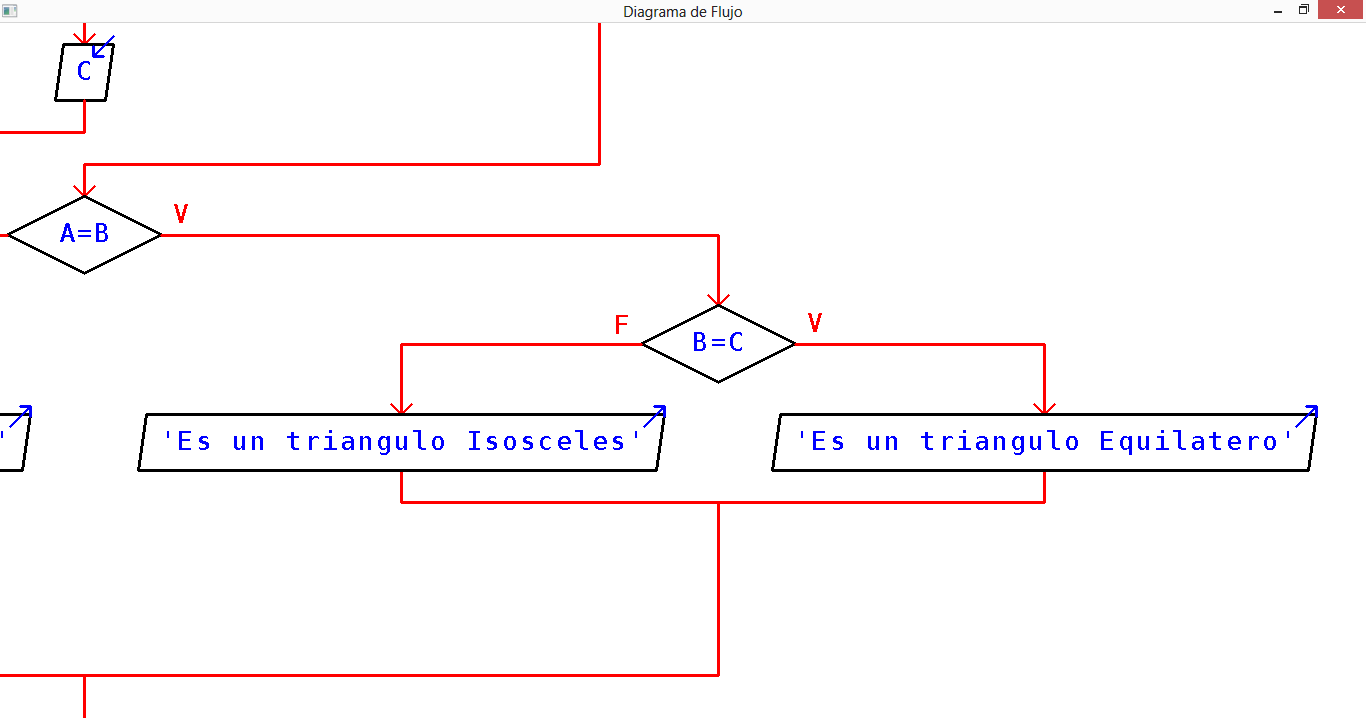 Diagrama de Flujo
C
A=B
V
B=C
F
V
'
'Es un triangulo Isosceles'
'Es un triangulo Equilatero'